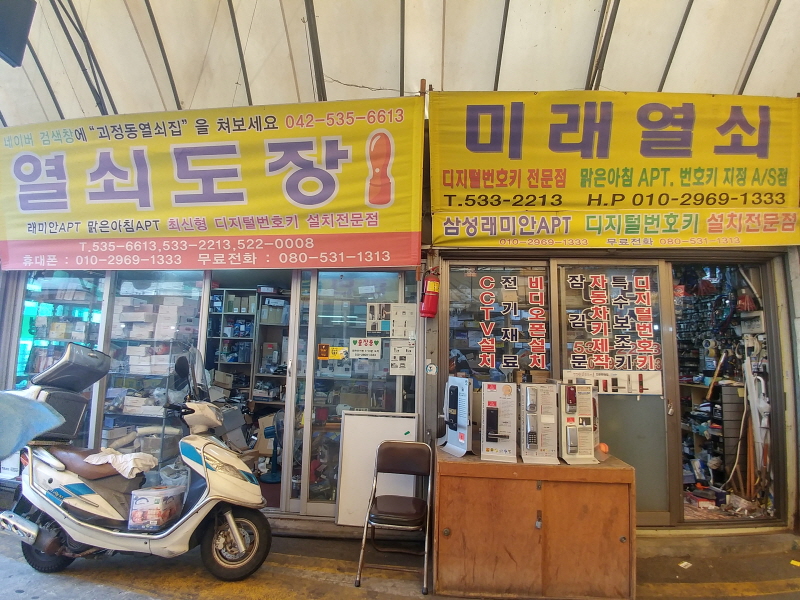 네이버 검색창에 "괴정동열쇠집" 을 쳐보세요 042-535-6613
열쇠도장
래미안APT 맑은아침APT 최신형 디지털번호키 설치전문점
T.535-6613,533-2213,522-0008
휴대폰 : 010-2969-1333 무료전화 : 080-531-1313
미래열쇠
디지털번호키 전문점 맑은아침 APT. 번호키 지정 A/S점
T.533-2213 H.P 010-2969-1333
삼성래미안APT 디지털번호키 설치전문점
010-2969-1333 무료전화 080-531-1313
CCTV설치
전기재료
비디오폰설치
잠김문
자동차키제작
특수보조키
디지털번호키